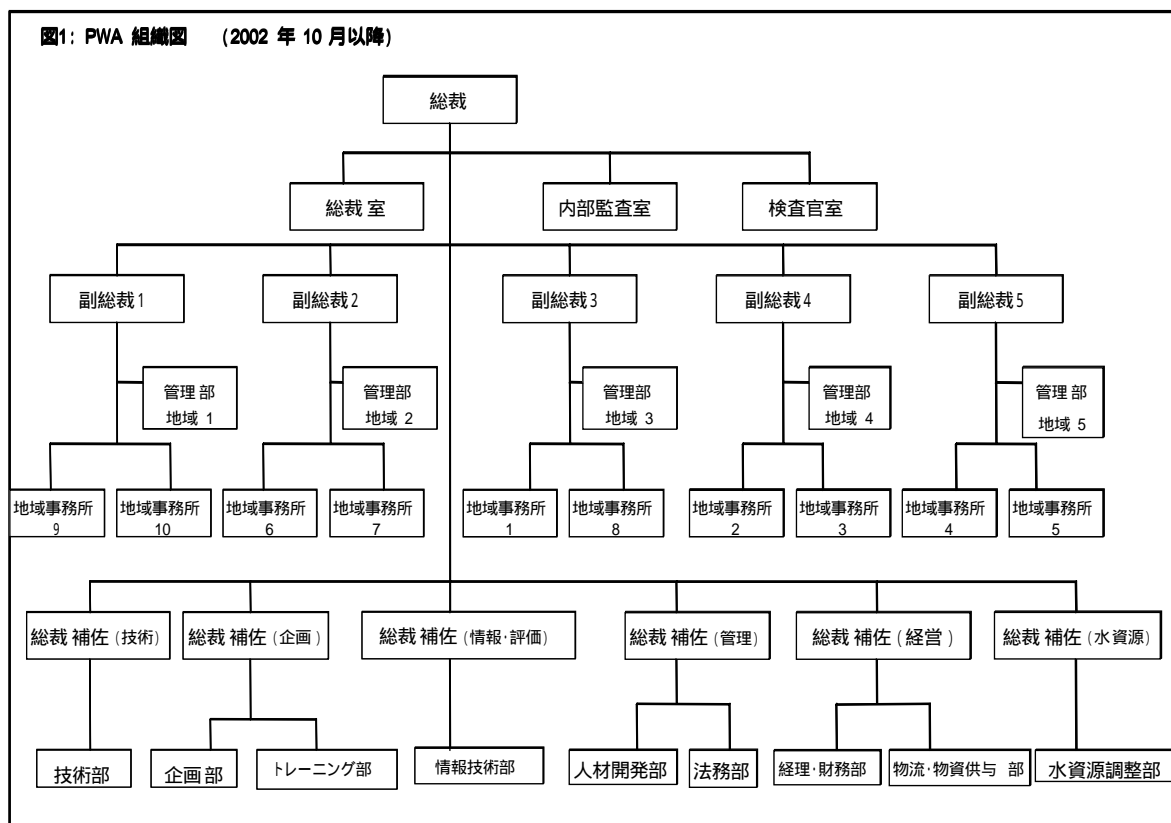 図1: PWA 組織図 (2002 年 10 月以降)
総裁
総裁室
内部監査室
検査官室
副総裁1
副総裁2
副総裁3
副総裁4
副総裁5
管理部
地域 1
管理部
地域 2
管理部
地域 3
管理部
地域 4
管理部
地域 5
地域事務所
9
地域事務所
10
地域事務所
6
地域事務所
7
地域事務所
1
地域事務所
8
地域事務所
2
地域事務所
3
地域事務所
4
地域事務所
5
総裁補佐(技術)
総裁補佐(企画)
総裁補佐(情報・評価)
総裁補佐(管理)
総裁補佐(経営)
総裁補佐(水資源)
技術部
企画部
トレーニング部
情報技術部
人材開発部
法務部
経理・財務部
物流・物資供与 部
水資源調整部